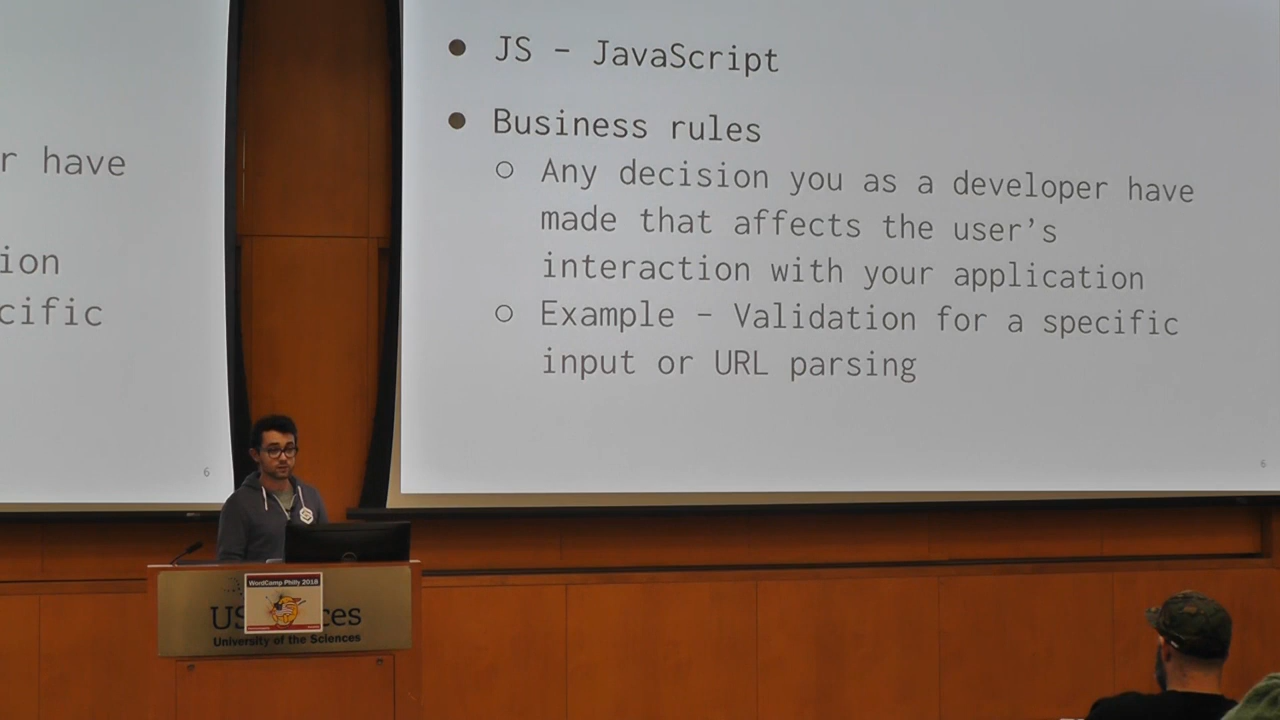 r have
ion
cific
6
● JS – JavaScript
● Business rules
○ Any decision you as a developer have
made that affects the user's
interaction with your application
○ Example – Validation for a specific
input or URL parsing
6
WordCamp Philly 2018
US ces
University of the Sciences